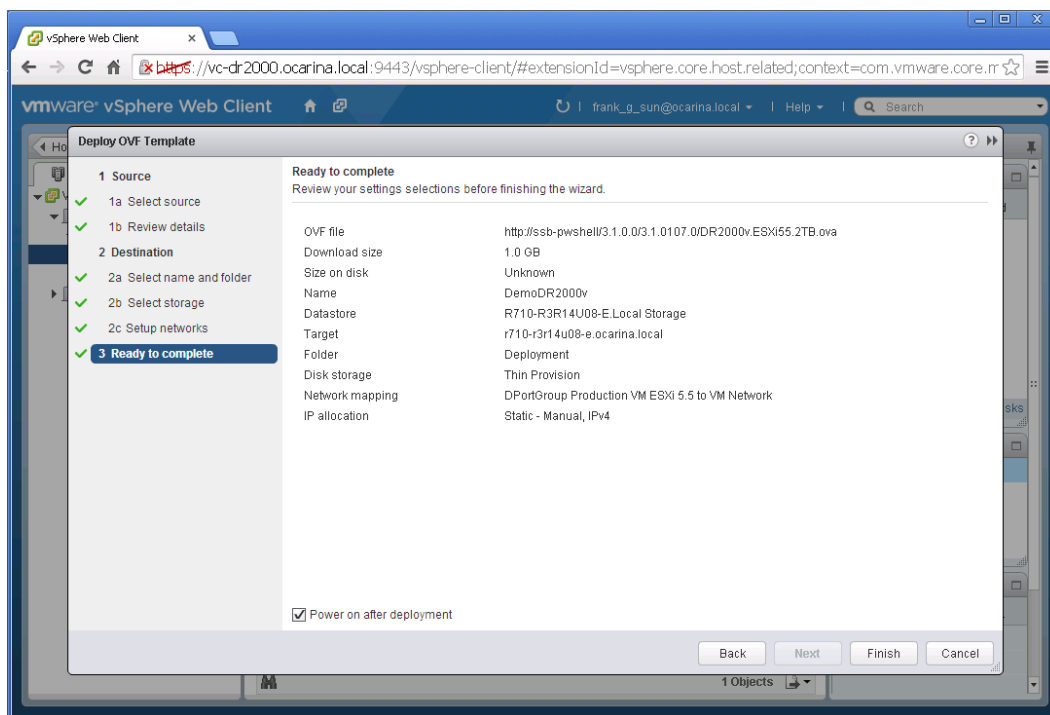 vSphere Web Client
https://vc-dr2000.ocarina.local:9443/vsphere-client/#extensionId=vsphere.core.host.related;context=com.vmware.core.m
vmware® vSphere Web Client
frank_g_sun@ocarina.local
Help
Search
Ho
Deploy OVF Template
1 Source
1a Select source
1b Review details
2 Destination
2a Select name and folder
2b Select storage
2c Setup networks
3 Ready to complete
Ready to complete
Review your settings selections before finishing the wizard.
OVF file http://ssb-pwshell/3.1.0.0/3.1.0107.0/DR2000v.ESXi55.2TB.ova
Download size 1.0 GB
Size on disk Unknown
Name DemoDR2000v
Datastore R710-R3R14U08-E.Local Storage
Target r710-r3r14u08-e.ocarina.local
Folder Deployment
Disk storage Thin Provision
Network mapping DPortGroup Production VM ESXi 5.5 to VM Network
IP allocation Static - Manual, IPv4
sks
Power on after deployment
Back Next Finish Cancel
1 Objects